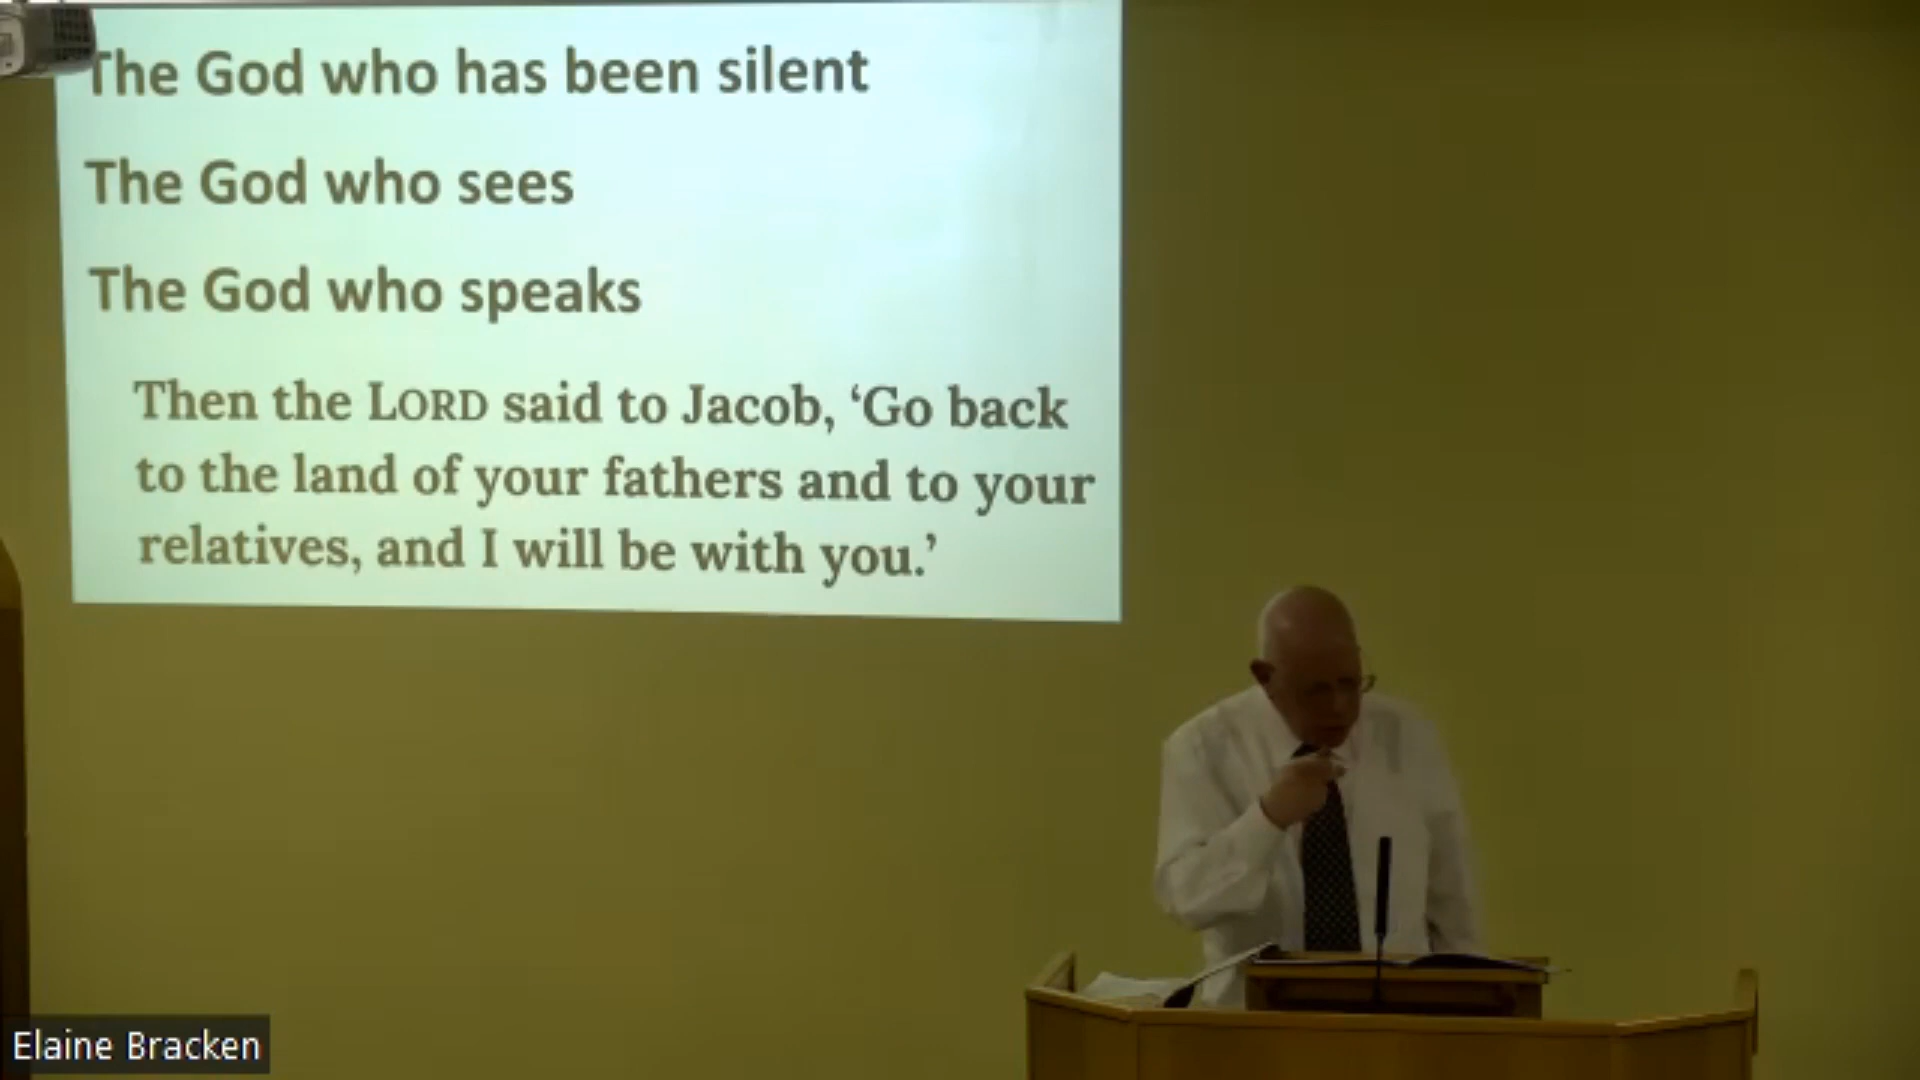 The God who has been silent
The God who sees
The God who speaks
Then the LORD said to Jacob, ‘Go back
to the land of your fathers and to your
relatives, and I will be with you.’
Elaine Bracken